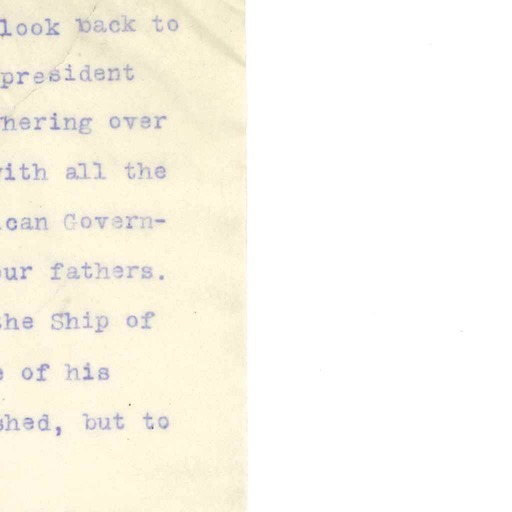 look back to
president
hering over
ith all the
can Govern-
ur fathers.
he Ship of
e of his
shed, but to